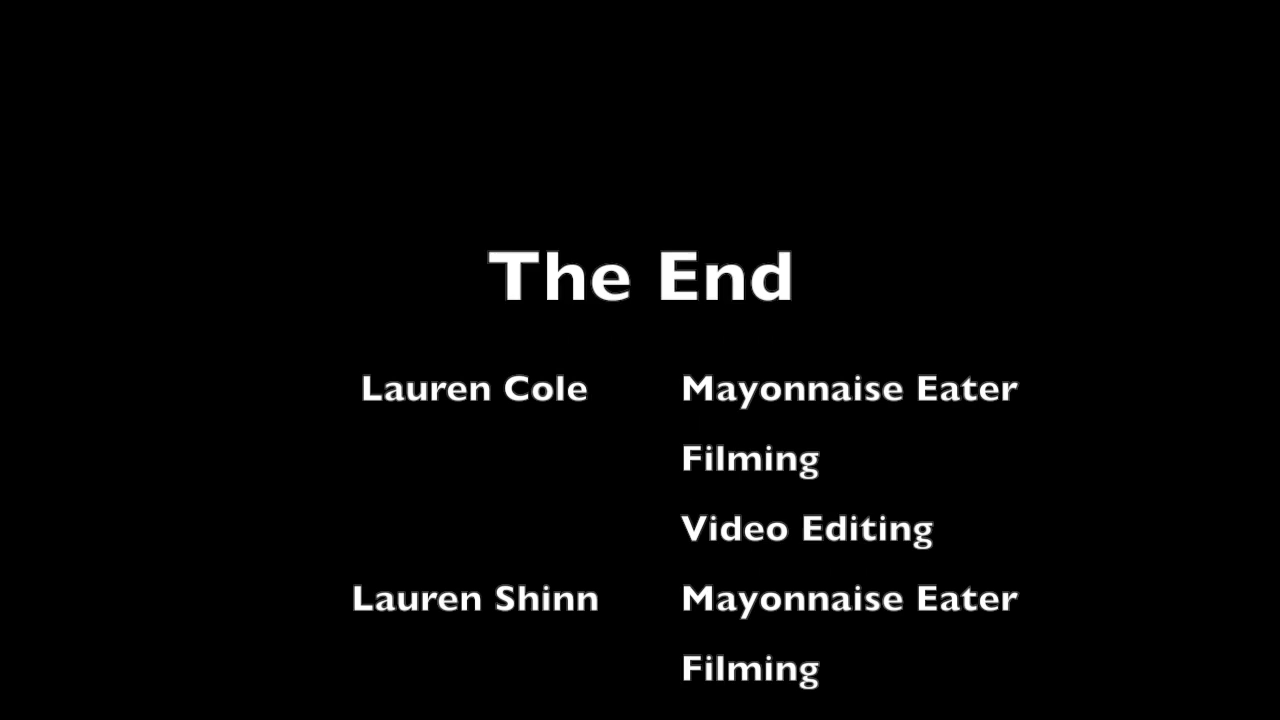 The End
Lauren Cole Mayonnaise Eater
Filming
Video Editing
Lauren Shinn Mayonnaise Eater
Filming